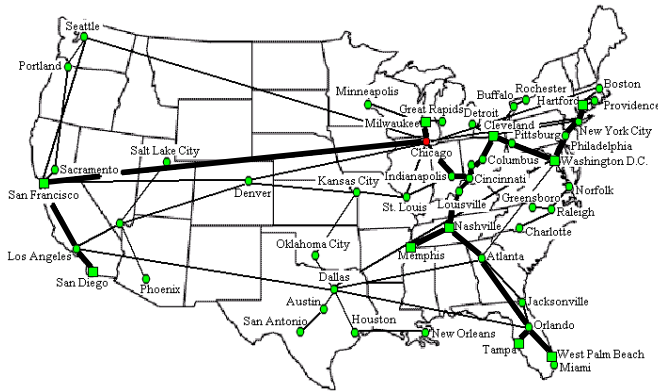 Seattle
Portland
Minneapolis
Buffalo
Rochester
Boston
Great Rapids
Detroit
Hartford
Providence
Milwaukee
Cleveland
New York City
Pittsburg
Philadelphia
Chicago
Salt Lake City
Columbus
Washington D.C.
Sacramento
Indianapolis
Cincinnati
San Francisco
Denver
Kansas City
Norfolk
St. Louis
Louisville
Greensboro
Raleigh
Nashville
Charlotte
Oklahoma City
Los Angeles
Memphis
Atlanta
San Diego
Phoenix
Dallas
Austin
Jacksonville
San Antonio
Houston
New Orleans
Orlando
Tampa
West Palm Beach
Miami